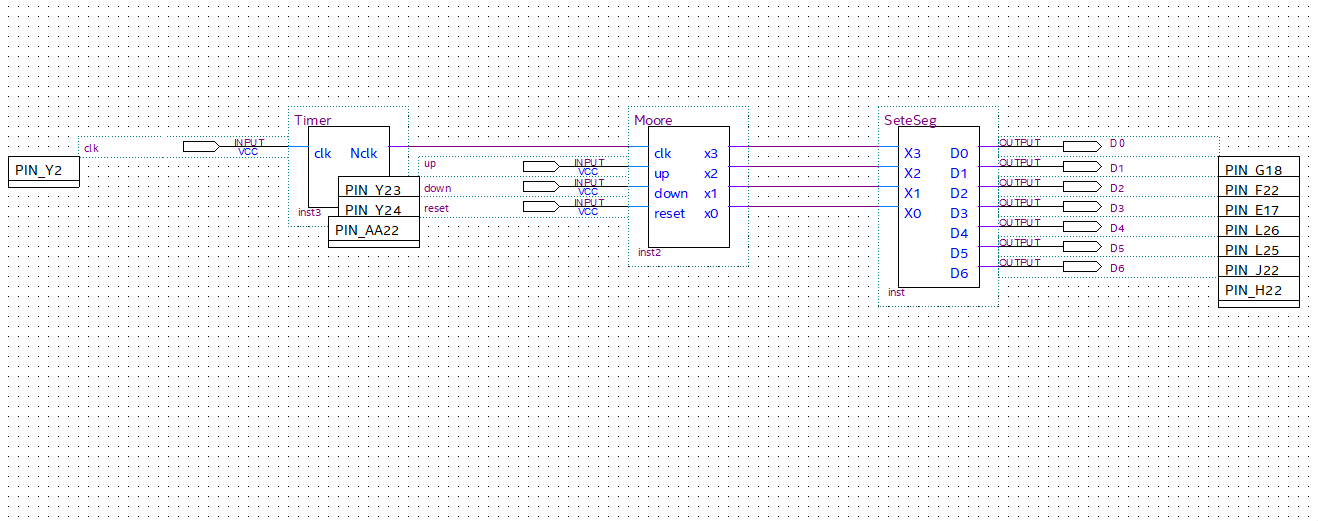 Timer
Moore
SeteSeg
clk
INPUT
VCC
PIN_Y2
clk
Nclk
inst3
PIN_Y23
PIN_Y24
PIN_AA22
up
down
reset
INPUT
VCC
INPUT
VCC
INPUT
VCC
clk
up
down
reset
x3
x2
x1
x0
inst2
X3
X2
X1
X0
D0
D1
D2
D3
D4
D5
D6
inst
OUTPUT
D0
OUTPUT
D1
OUTPUT
D2
OUTPUT
D3
OUTPUT
D4
OUTPUT
D5
OUTPUT
D6
PIN_G18
PIN_F22
PIN_E17
PIN_L26
PIN_L25
PIN_J22
PIN_H22